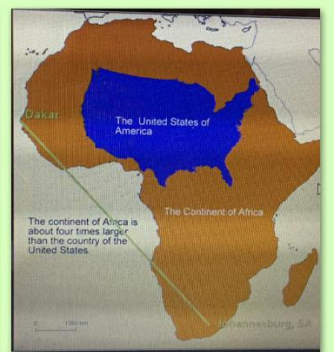 Dakar
The United States of
America
The Continent of Africa
The continent of Africa is
about four times larger
than the country of the
United States.
Johannesburg, SA